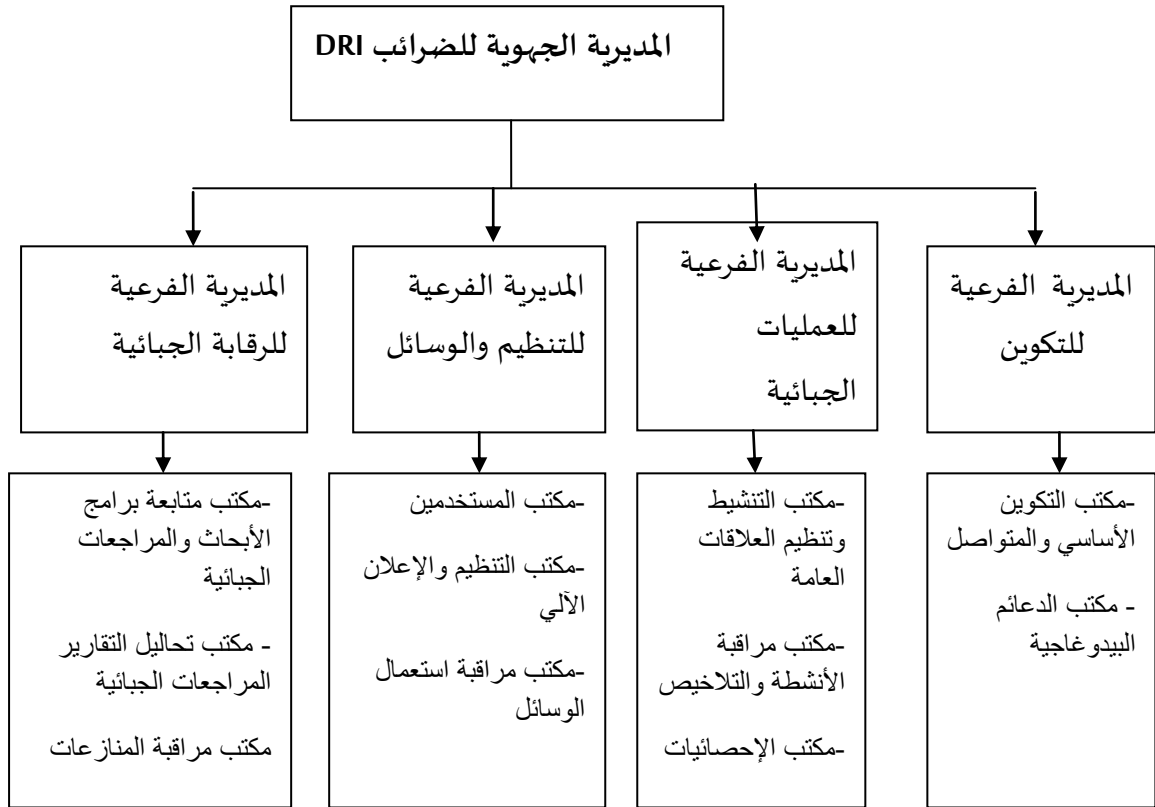 المديرية الجهوية للضرائب DRI
المديرية الفرعية
للتكوين
المديرية الفرعية
للعمليات
الجبائية
المديرية الفرعية
للتنظيم والوسائل
المديرية الفرعية
للرقابة الجبائية
-مكتب التكوين
الأساسي والمتواصل
- مكتب الدعائم
البيدوغاجية
-مكتب التنشيط
وتنظيم العلاقات
العامة
-مكتب مراقبة
الأنشطة والتلاخيص
-مكتب الإحصائيات
-مكتب المستخدمين
-مكتب التنظيم والإعلان
الآلي
-مكتب مراقبة استعمال
الوسائل
-مكتب متابعة برامج
الأبحاث والمراجعات
الجبائية
- مكتب تحاليل التقارير
المراجعات الجبائية
مكتب مراقبة المنازعات